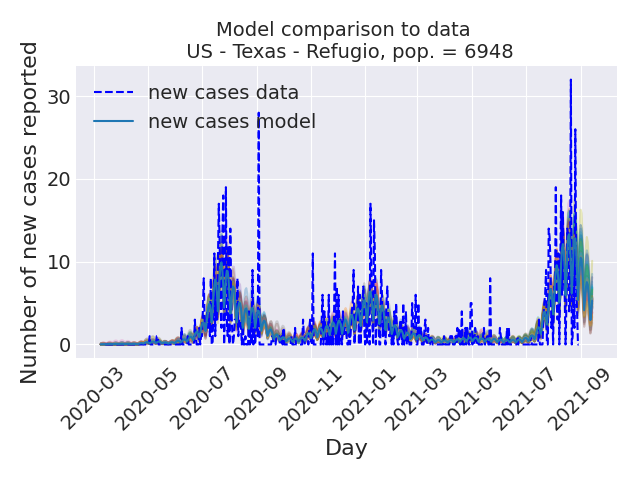 Model comparison to data
US - Texas - Refugio, pop. = 6948
Number of new cases reported
30
20
10
0
new cases data
new cases model
2020-03
2020-05
2020-07
2020-09
2020-11
2021-01
2021-03
2021-05
2021-07
2021-09
Day